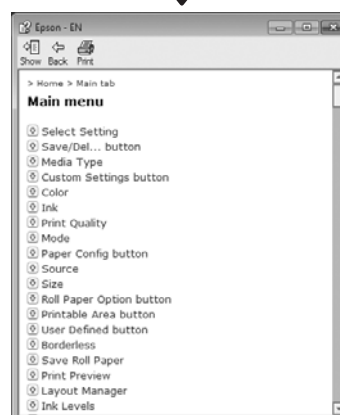 Epson - EN
Show Back Print
> Home > Main tab
Main menu
Select Setting
Save/Del... button
Media Type
Custom Settings button
Color
Ink
Print Quality
Mode
Paper Config button
Source
Size
Roll Paper Option button
Printable Area button
User Defined button
Borderless
Save Roll Paper
Print Preview
Layout Manager
Ink Levels